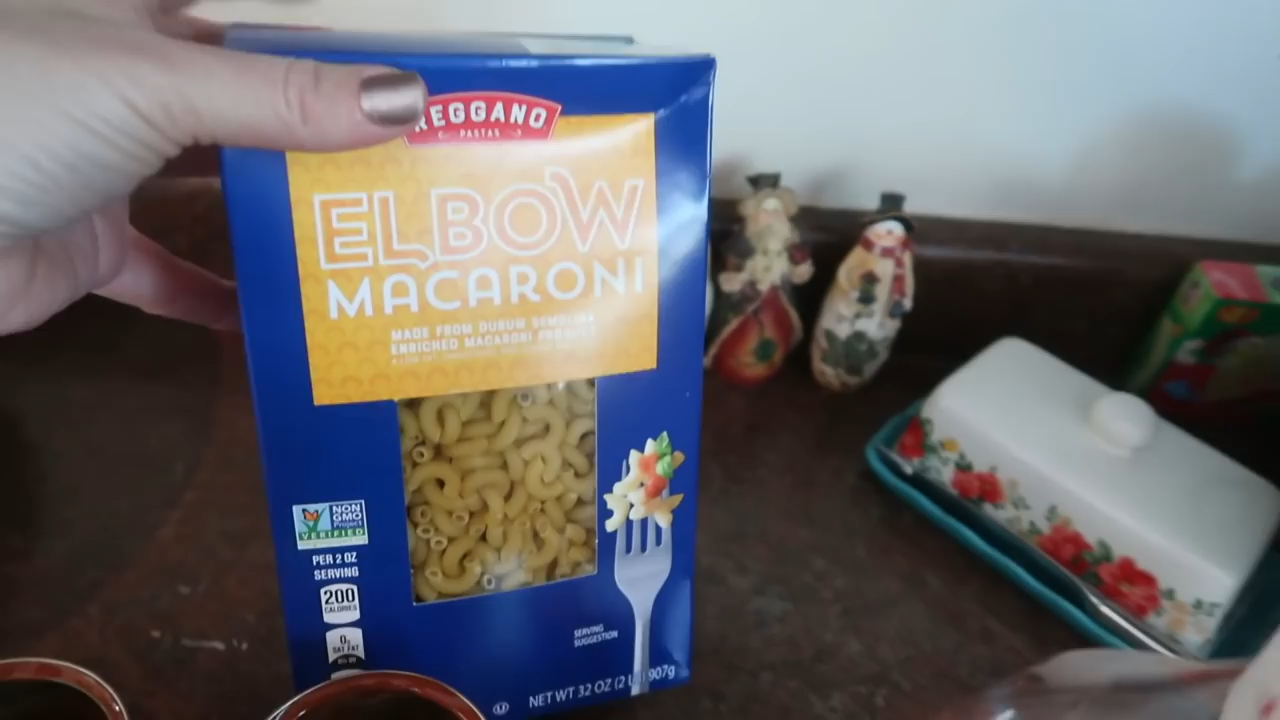 REGGANO
PASTAS
ELBOW
MACARONI
MADE FROM DURUM SEMOLINA
ENRICHED MACARONI PRODUCT
NON
GMO
Project
VERIFIED
PER 2 OZ
SERVING
200
CALORIES
0g
SAT FAT
SERVING
SUGGESTION
NET WT 32 OZ (2 L 907g
U